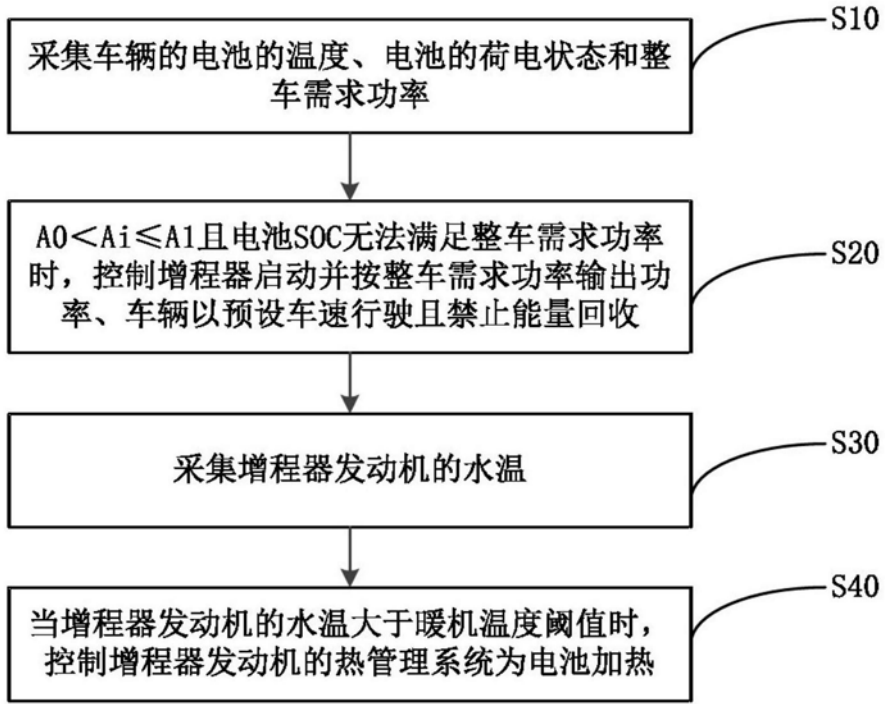 S10
采集车辆的电池的温度、电池的荷电状态和整
车需求功率
S20
A0<Ai≤A1且电池SOC无法满足整车需求功率
时，控制增程器启动并按整车需求功率输出功
率、车辆以预设车速行驶且禁止能量回收
S30
采集增程器发动机的水温
S40
当增程器发动机的水温大于暖机温度阈值时，
控制增程器发动机的热管理系统为电池加热